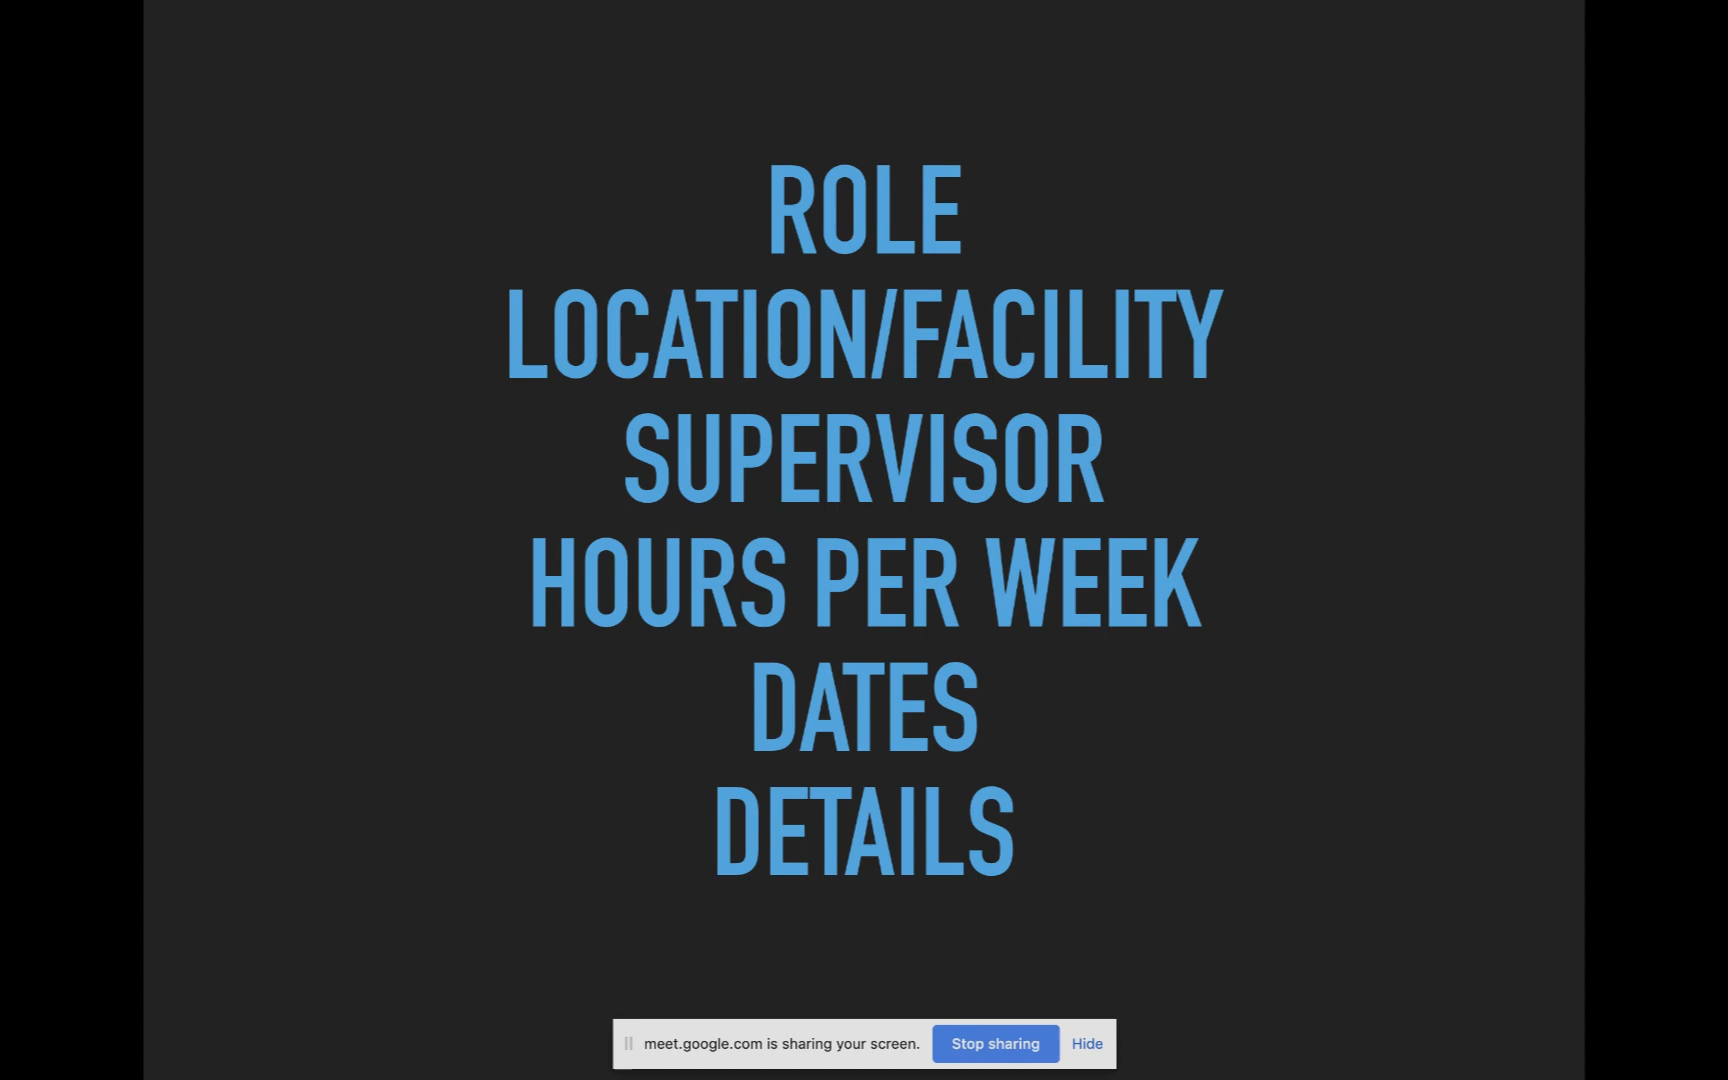 ROLE
LOCATION/FACILITY
SUPERVISOR
HOURS PER WEEK
DATES
DETAILS
meet.google.com is sharing your screen. Stop sharing Hide